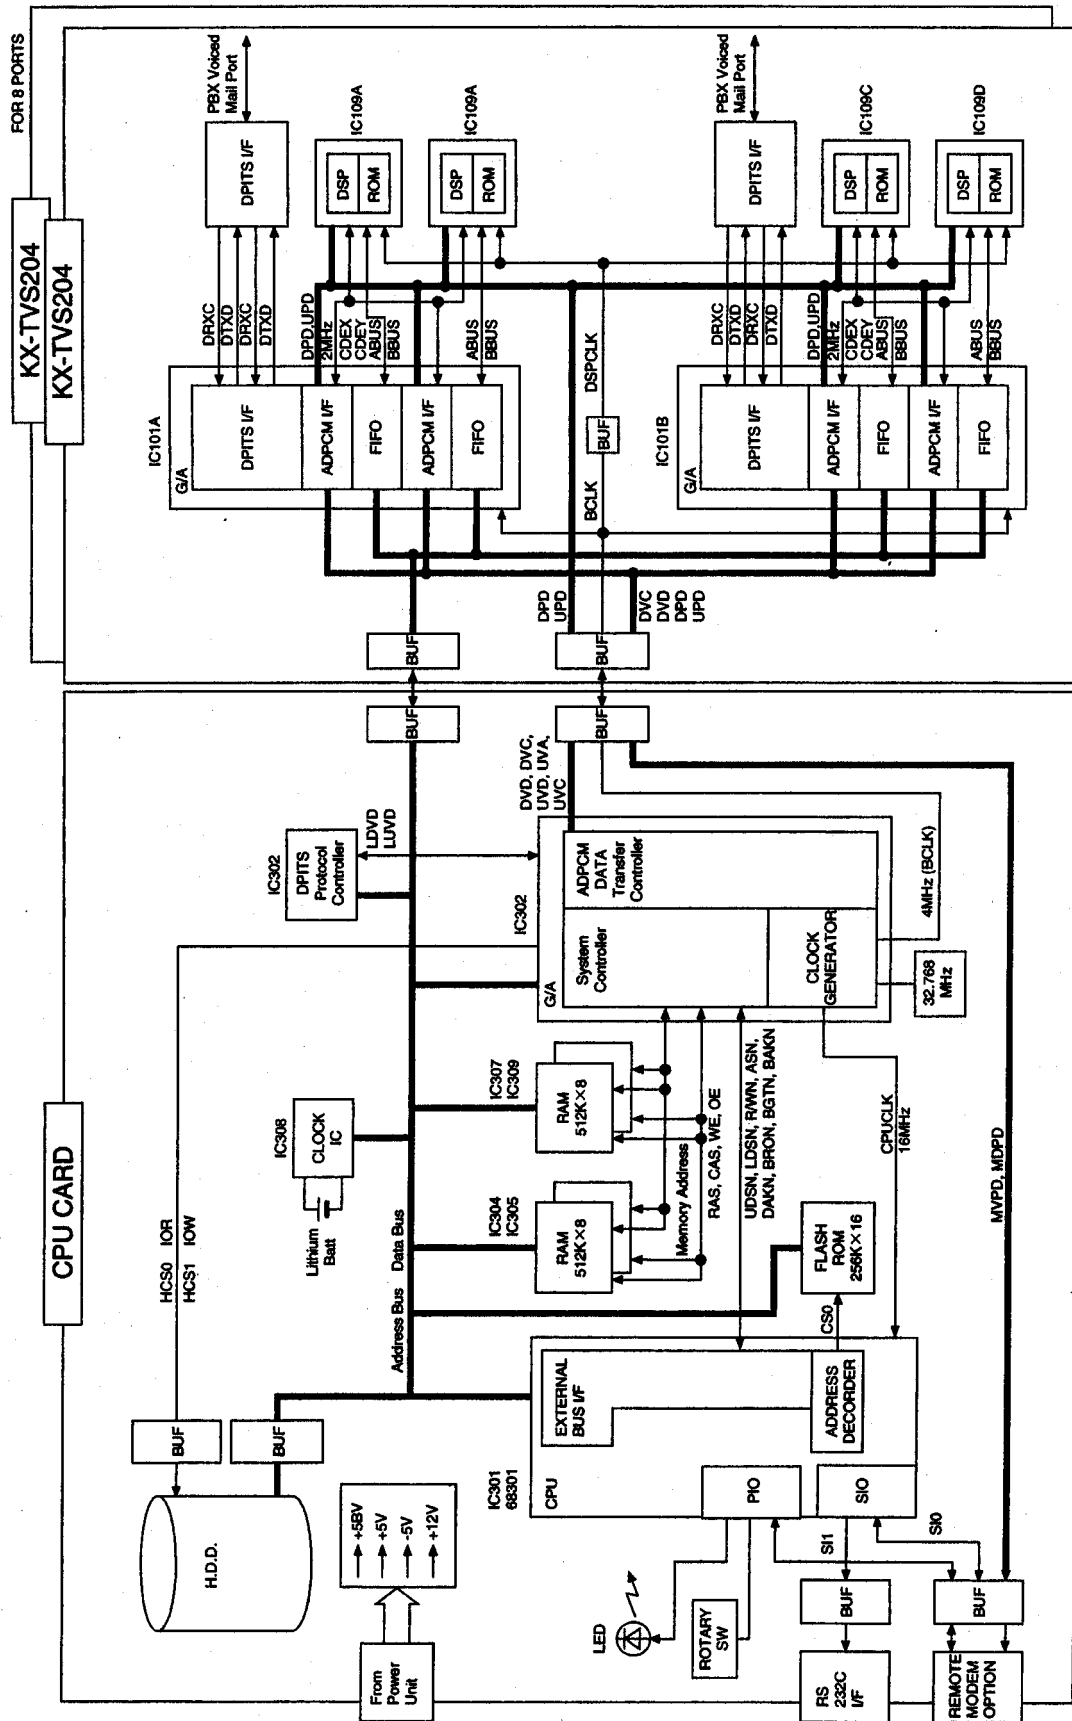 FOR 8 PORTS
KX-TVS204
KX-TVS204
PBX Voiced
Mail Port
DPITS I/F
IC109A
DSP
ROM
IC109A
DSP
ROM
PBX Voiced
Mail Port
DPITS I/F
IC109C
DSP
ROM
IC109D
DSP
ROM
DRXC
DTXD
DRXC
DTXD
DPD,UPD
2MHz
CDEX
CDEY
ABUS
BBUS
ABUS
BBUS
DSPCLK
DRXC
DTXD
DRXC
DTXD
DPD,UPD
2MHz
CDEX
CDEY
ABUS
BBUS
ABUS
BBUS
IC101A
G/A
DPITS I/F
ADPCM I/F
FIFO
ADPCM I/F
FIFO
BUF
BCLK
IC101B
G/A
DPITS I/F
ADPCM I/F
FIFO
ADPCM I/F
FIFO
DPD
UPD
DVC
DVD
DPD
UPD
BUF
BUF
CPU CARD
BUF
BUF
DVD, DVC,
UVD, UVA,
UVC
LDVD
LUVD
IC302
DPITS
Protocol
Controller
IC302
G/A
ADPCM
DATA
Transfer
Controller
System
Controller
CLOCK
GENERATOR
4MHz (BCLK)
32.768
MHz
HCS0 IOR
HCS1 IOW
IC308
CLOCK
IC
Lithium
Batt
Address Bus Data Bus
IC307
IC309
RAM
512K×8
IC304
IC305
RAM
512K×8
Memory Address
RAS, CAS, WE, OE
UDSN, LDSN, RWN, ASN,
DAKN, BRON, BGTN, BAKN
CPUCLK
16MHz
MVPD, MDPD
FLASH
ROM
256K×16
CS0
BUF
BUF
H.D.D.
+5BV
+5V
-5V
+12V
From
Power
Unit
IC301
68301
CPU
EXTERNAL
BUS I/F
ADDRESS
DECORDER
PIO
SIO
LED
ROTARY
SW
SI1
SI0
BUF
BUF
RS
232C
I/F
REMOTE
MODEM
OPTION